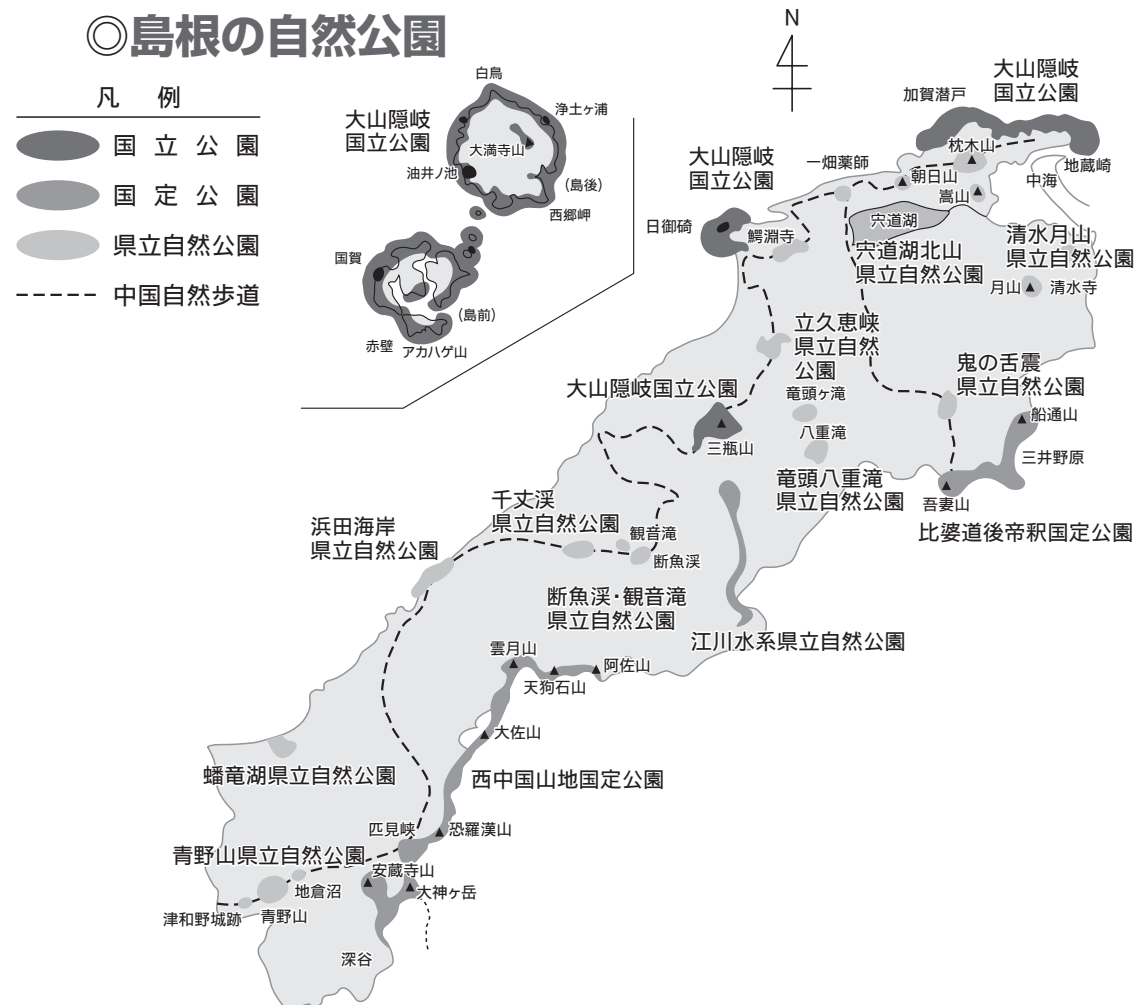 ◎島根の自然公園
凡 例
国 立 公 園
国 定 公 園
県立自然公園
中国自然歩道
N
白鳥
大山隠岐
国立公園
浄土ヶ浦
大満寺山
油井ノ池
(島後)
西郷岬
国賀
(島前)
赤壁
アカハゲ山
大山隠岐
国立公園
加賀潜戸
枕木山
地蔵崎
中海
大山隠岐
国立公園
一畑薬師
朝日山
嵩山
日御碕
鰐淵寺
宍道湖
宍道湖北山
県立自然公園
清水月山
県立自然公園
月山
清水寺
立久恵峡
県立自然
公園
鬼の舌震
県立自然公園
大山隠岐国立公園
竜頭ヶ滝
船通山
三瓶山
八重滝
三井野原
竜頭八重滝
県立自然公園
吾妻山
比婆道後帝釈国定公園
千丈渓
県立自然公園
浜田海岸
県立自然公園
観音滝
断魚渓
断魚渓・観音滝
県立自然公園
江川水系県立自然公園
雲月山
阿佐山
天狗石山
大佐山
蟠竜湖県立自然公園
西中国山地国定公園
匹見峡
恐羅漢山
青野山県立自然公園
安蔵寺山
地倉沼
大神ヶ岳
津和野城跡
青野山
深谷